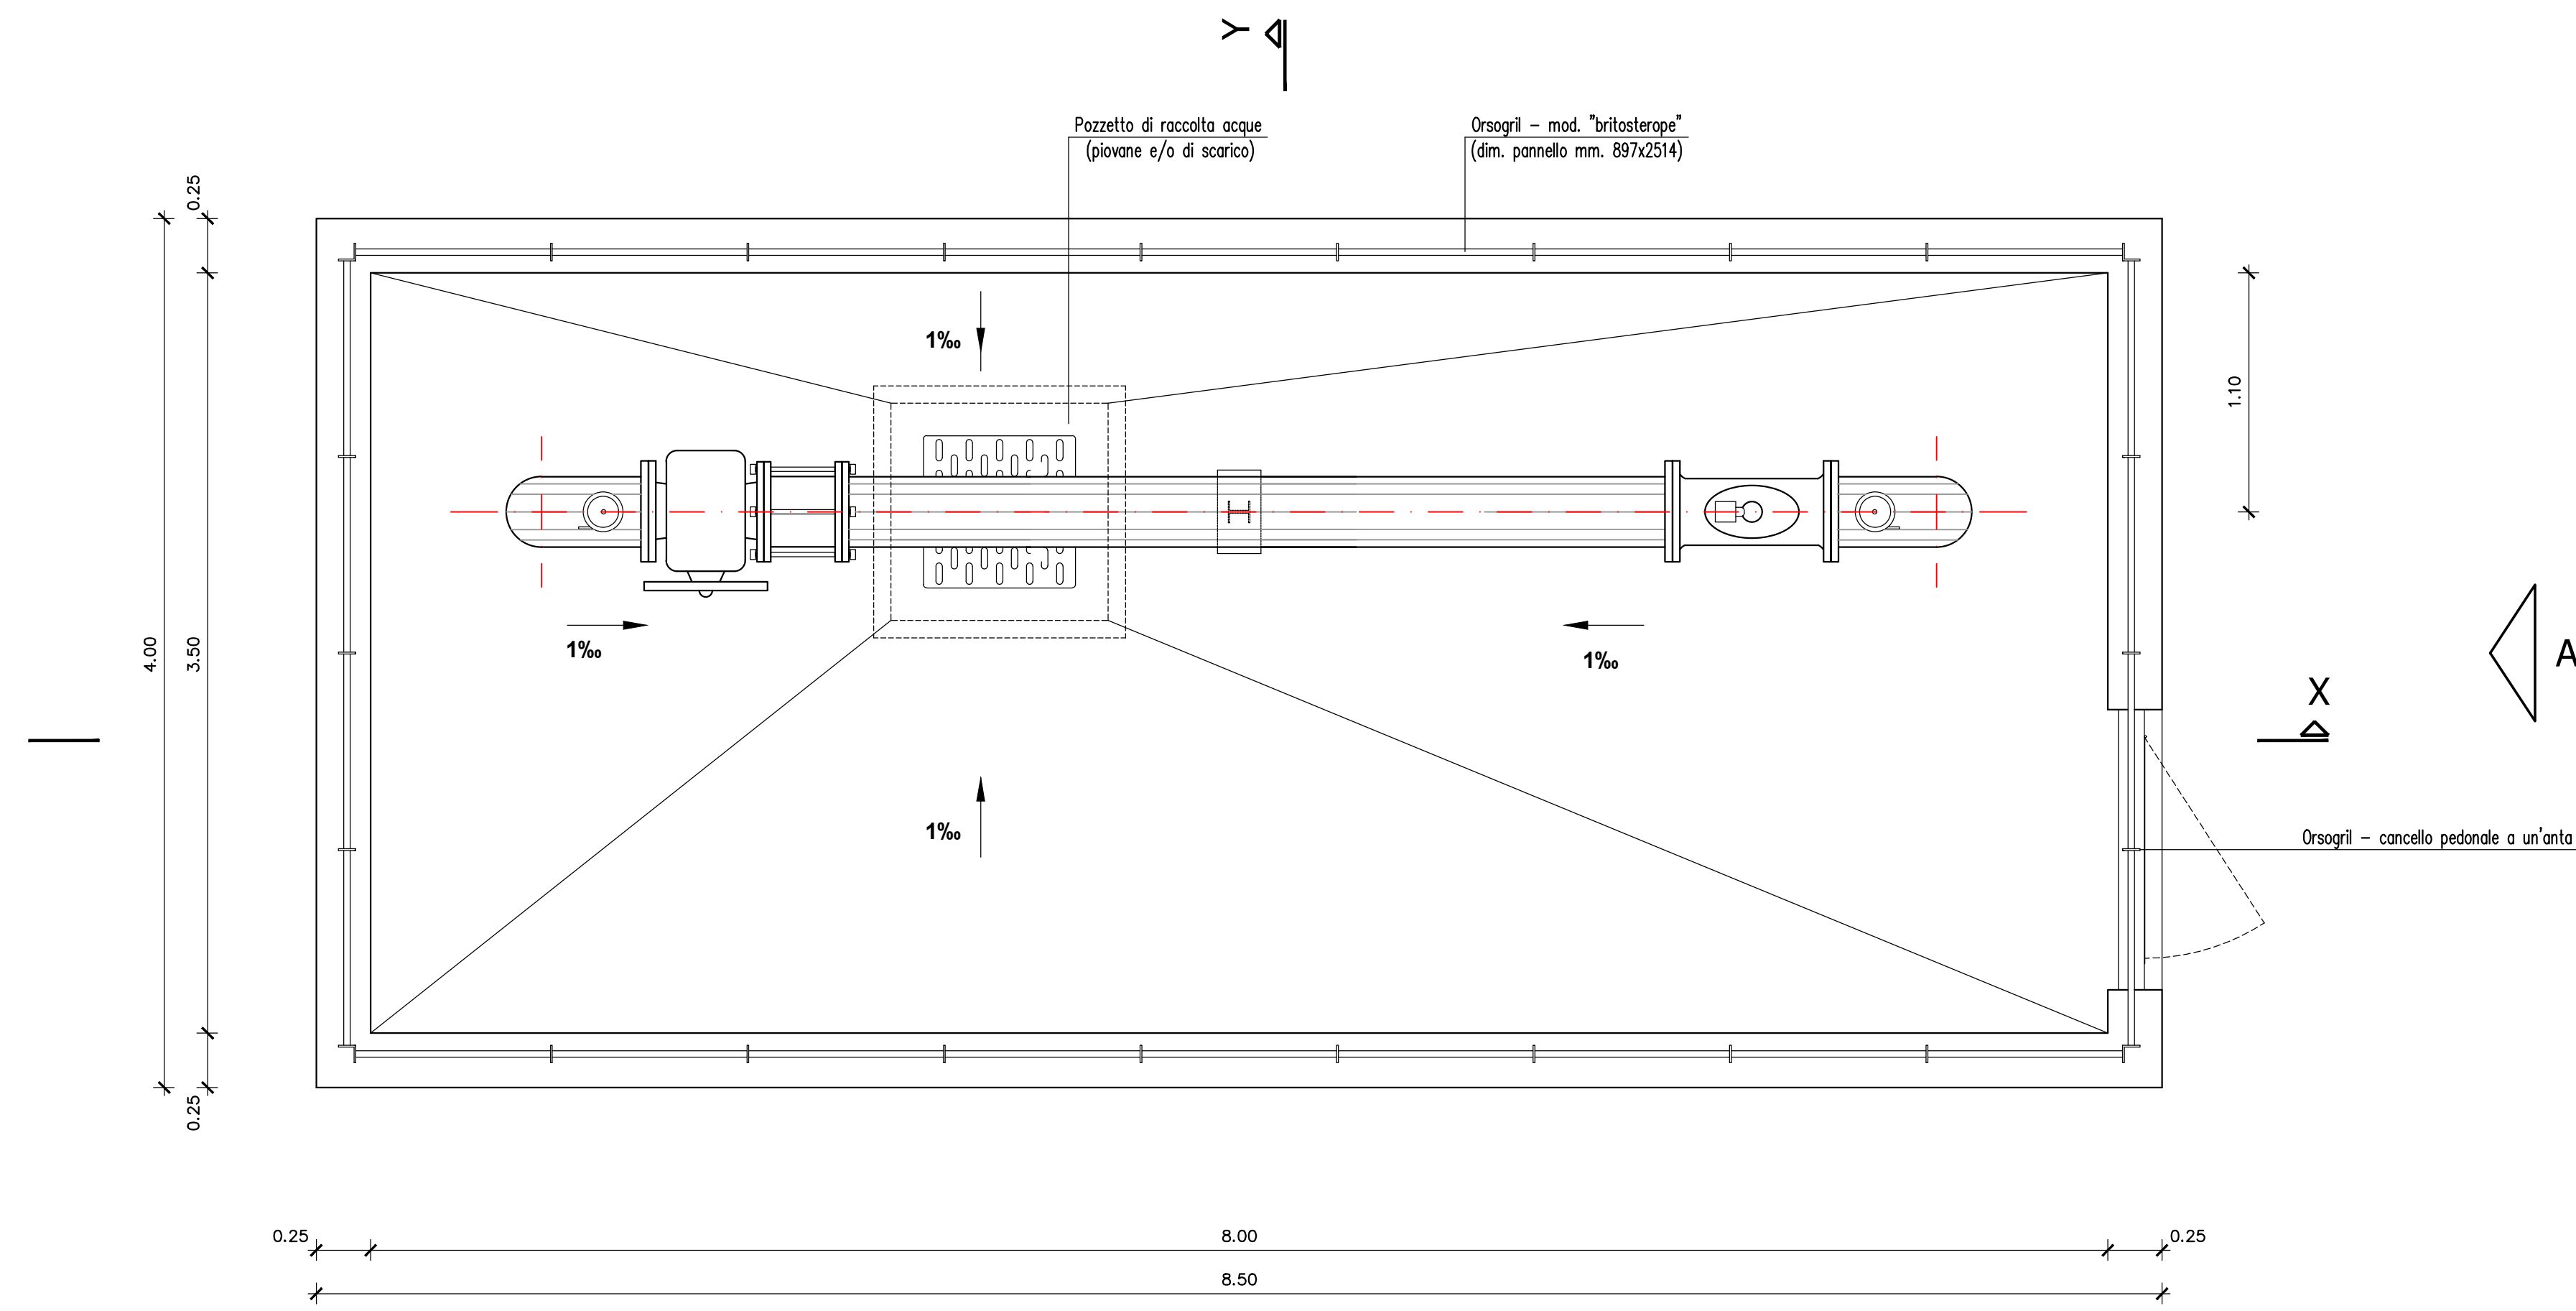 Y
Pozzetto di raccolta acque
(piovane e/o di scarico)
Orsogril – mod. "britosterope"
(dim. pannello mm. 897x2514)
0.25
1‰
1.10
4.00
3.50
1‰
1‰
A
X
1‰
Orsogril – cancello pedonale a un'anta
0.25
0.25
8.00
0.25
8.50